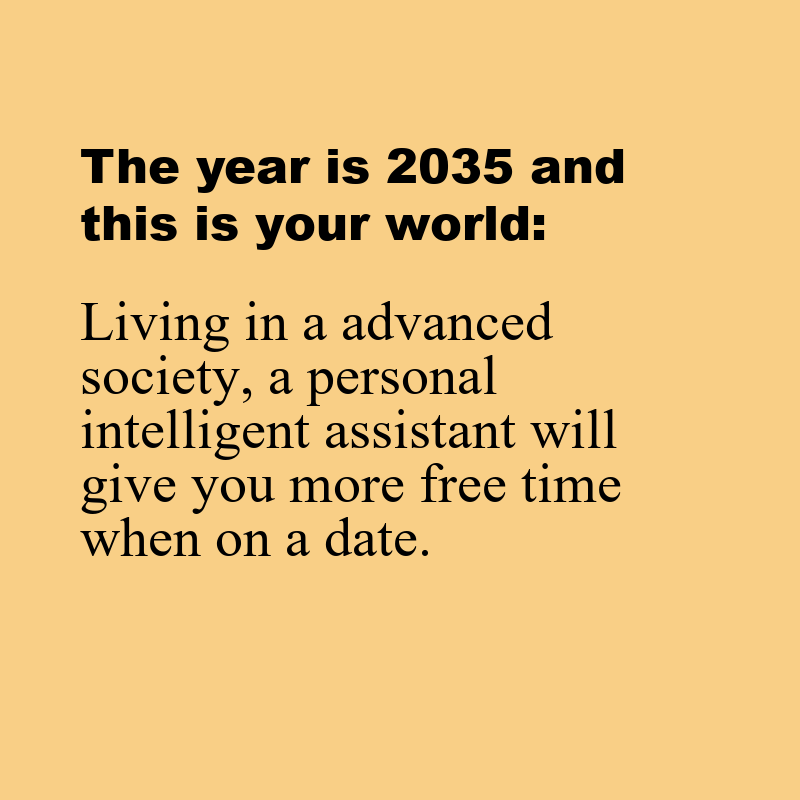 The year is 2035 and
this is your world:
Living in a advanced
society, a personal
intelligent assistant will
give you more free time
when on a date.